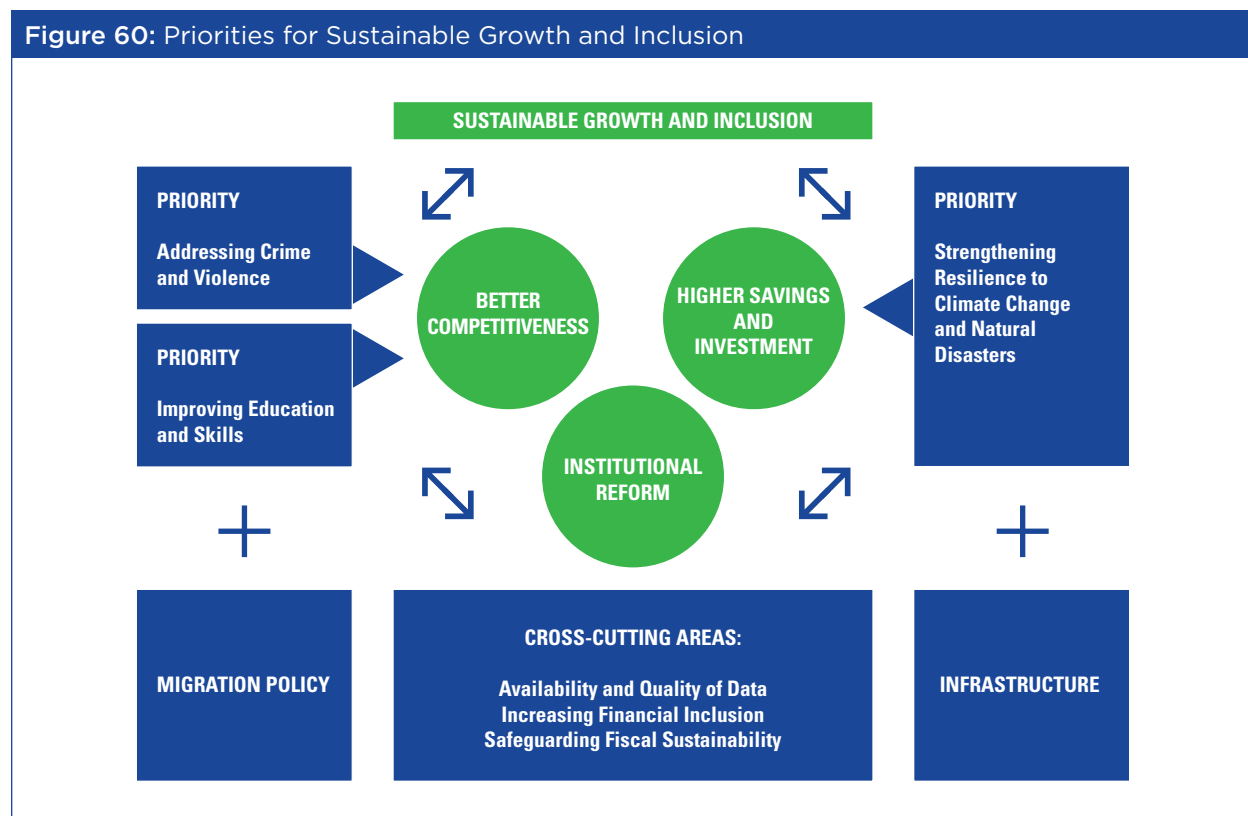 Figure 60: Priorities for Sustainable Growth and Inclusion
SUSTAINABLE GROWTH AND INCLUSION
PRIORITY
Addressing Crime
and Violence
PRIORITY
Improving Education
and Skills
BETTER
COMPETITIVENESS
HIGHER SAVINGS
AND
INVESTMENT
INSTITUTIONAL
REFORM
PRIORITY
Strengthening
Resilience to
Climate Change
and Natural
Disasters
MIGRATION POLICY
CROSS-CUTTING AREAS:
Availability and Quality of Data
Increasing Financial Inclusion
Safeguarding Fiscal Sustainability
INFRASTRUCTURE